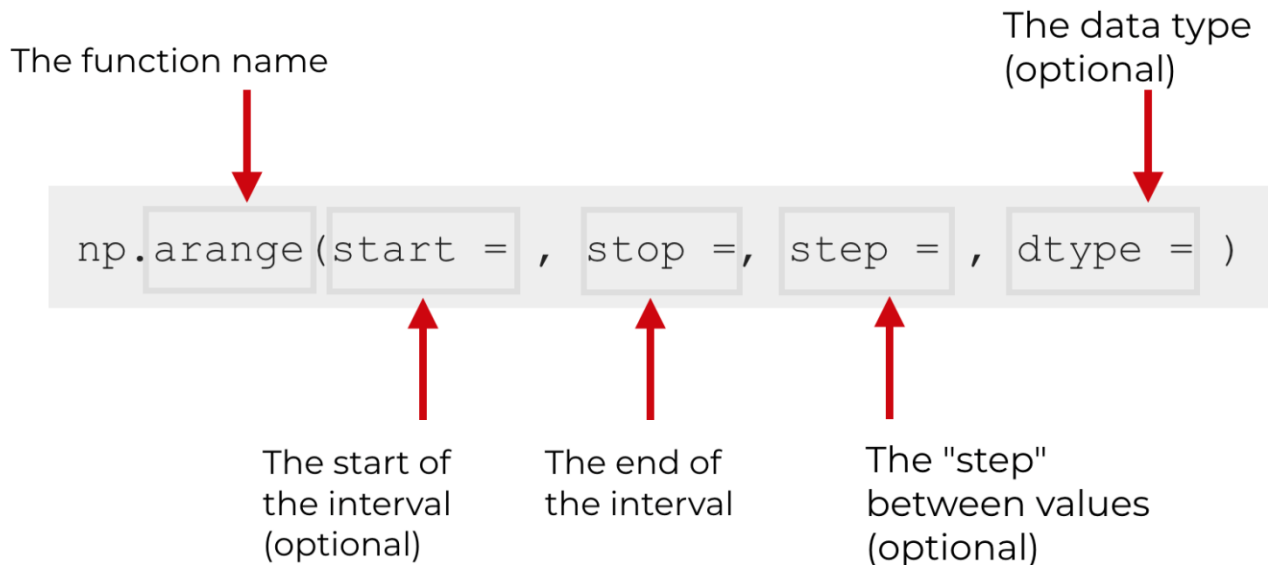 The function name
The data type
(optional)
np.arange(start = , stop =, step = , dtype = )
The start of
the interval
(optional)
The end of
the interval
The "step"
between values
(optional)